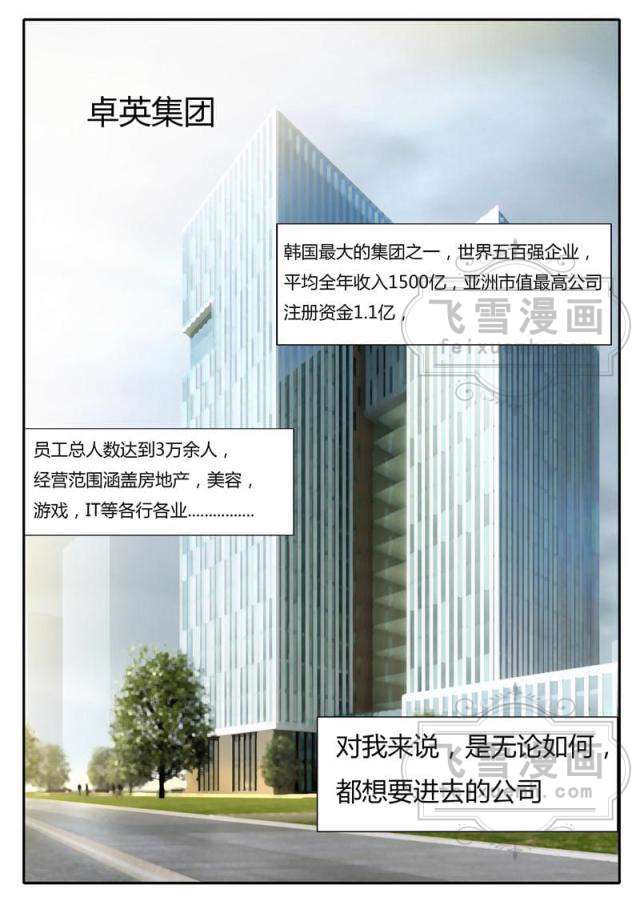 卓英集团
韩国最大的集团之一，世界五百强企业，
平均全年收入1500亿，亚洲市值最高公司，
注册资金1.1亿，
员工总人数达到3万余人，
经营范围涵盖房地产，美容，
游戏，IT等各行各业................
对我来说，是无论如何，
都想要进去的公司
飞雪漫画
飞雪漫画